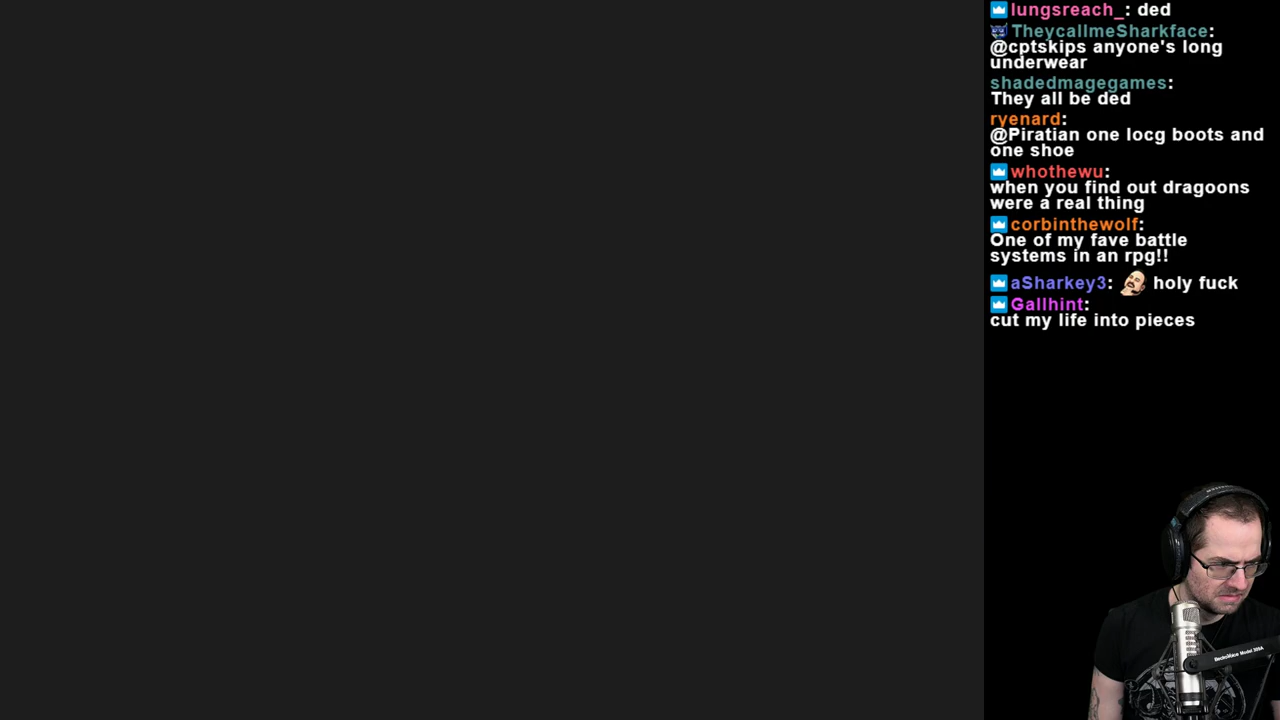 lungsreach_: ded
TheycallmeSharkface:
@cptskips anyone's long
underwear
shadedmagegames:
They all be ded
ryenard:
@Piratian one locg boots and
one shoe
whothewu:
when you find out dragoons
were a real thing
corbinthewolf:
One of my fave battle
systems in an rpg!!
aSharkey3: holy fuck
Gallhint:
cut my life into pieces